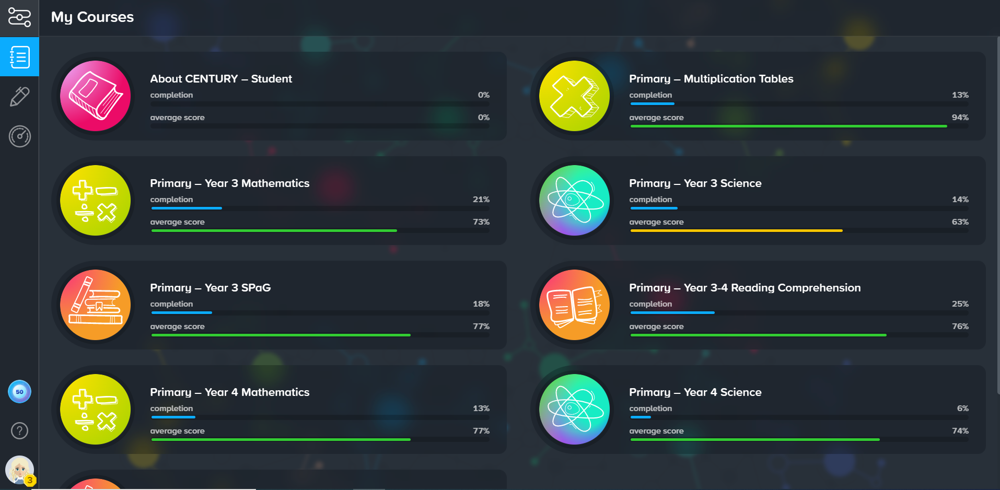 My Courses
About CENTURY – Student
completion 0%
average score 0%
Primary – Multiplication Tables
completion 13%
average score 94%
Primary – Year 3 Mathematics
completion 21%
average score 73%
Primary – Year 3 Science
completion 14%
average score 63%
Primary – Year 3 SPaG
completion 18%
average score 77%
Primary – Year 3-4 Reading Comprehension
completion 25%
average score 76%
Primary – Year 4 Mathematics
completion 13%
average score 77%
Primary – Year 4 Science
completion 6%
average score 74%
50
?
3